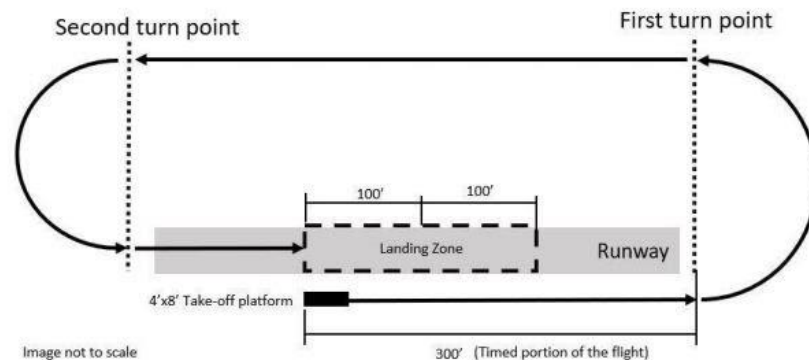 Second turn point
First turn point
100'
100'
Landing Zone
Runway
4'x8' Take-off platform
Image not to scale
300' (Timed portion of the flight)